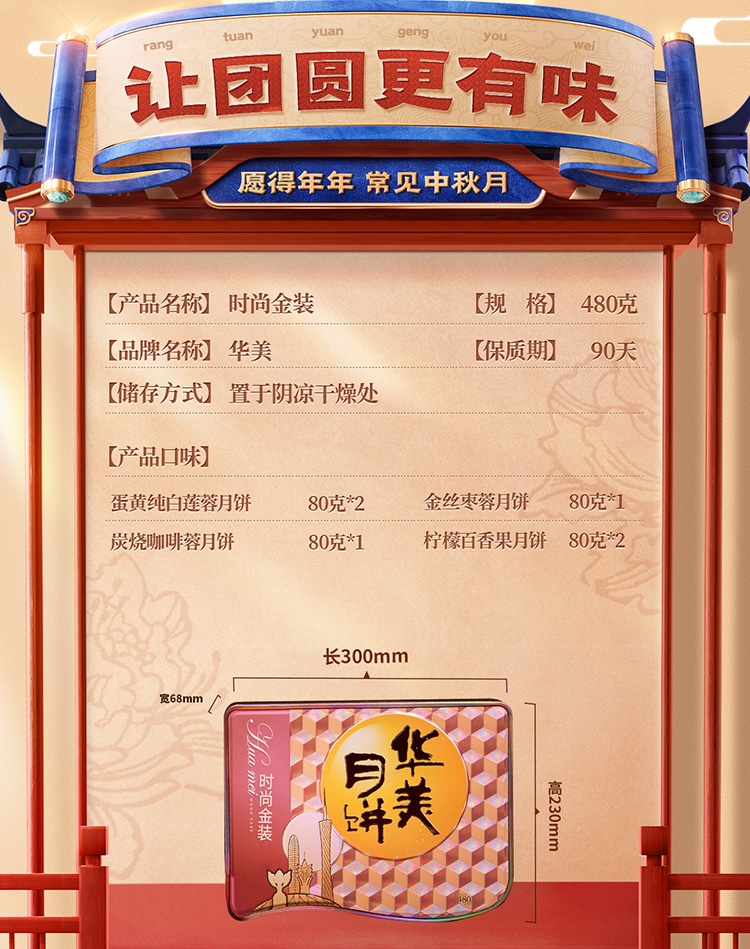 rang tuan yuan geng you wei
让团圆更有味
愿得年年 常见中秋月
【产品名称】 时尚金装 【规 格】 480克
【品牌名称】 华美 【保质期】 90天
【储存方式】 置于阴凉干燥处
【产品口味】
蛋黄纯白莲蓉月饼 80克*2 金丝枣蓉月饼 80克*1
炭烧咖啡蓉月饼 80克*1 柠檬百香果月饼 80克*2
长300mm
宽68mm
高230mm
Hua mei
时尚金装
华美
月饼
480